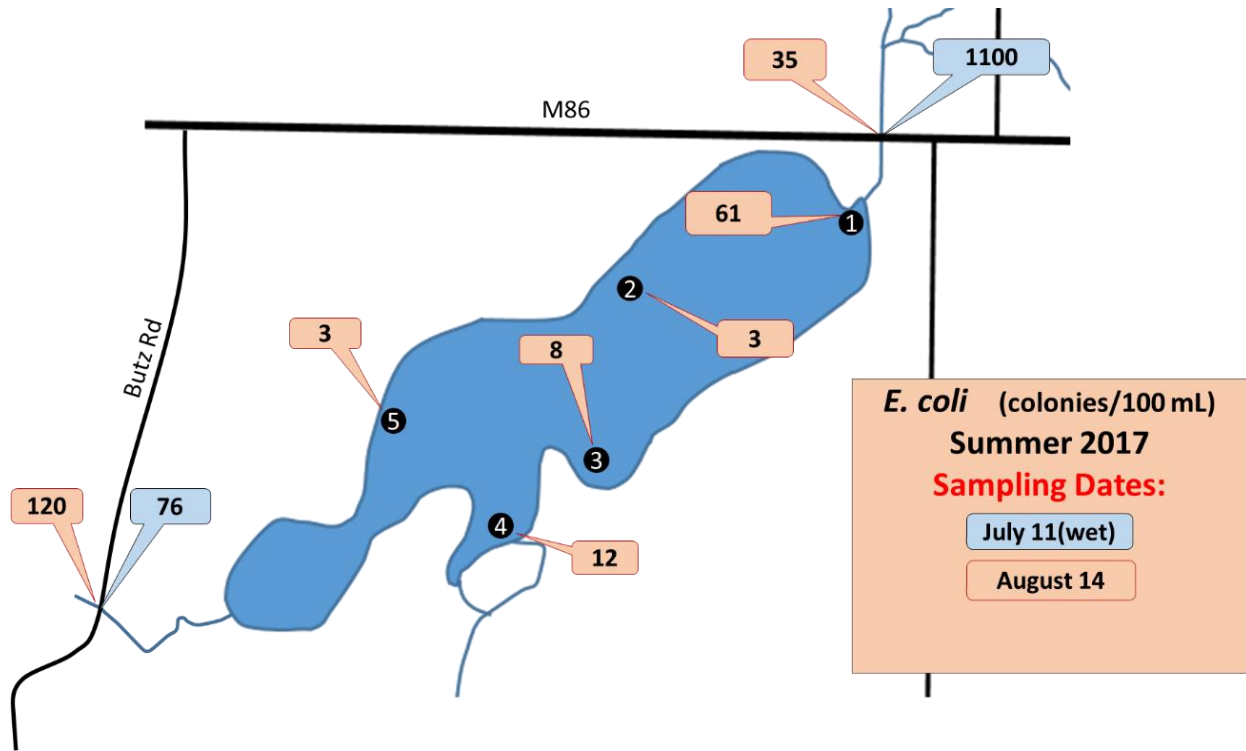 35
1100
M86
61
1
2
3
3
8
Butz Rd
5
3
120
76
4
12
E. coli (colonies/100 mL)
Summer 2017
Sampling Dates:
July 11(wet)
August 14